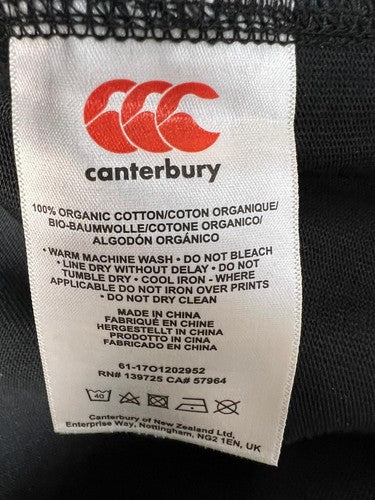 canterbury
100% ORGANIC COTTON/COTON ORGANIQUE/
BIO-BAUMWOLLE/COTONE ORGANICO/
ALGODÓN ORGÁNICO
• WARM MACHINE WASH • DO NOT BLEACH
• LINE DRY WITHOUT DELAY • DO NOT
TUMBLE DRY • COOL IRON - WHERE
APPLICABLE DO NOT IRON OVER PRINTS
• DO NOT DRY CLEAN
MADE IN CHINA
FABRIQUÉ EN CHINE
HERGESTELLT IN CHINA
PRODOTTO IN CINA
FABRICADO EN CHINA
61-17O1202952
RN# 139725 CA# 57964
40
Canterbury of New Zealand Ltd,
Enterprise Way, Nottingham, NG2 1EN, UK